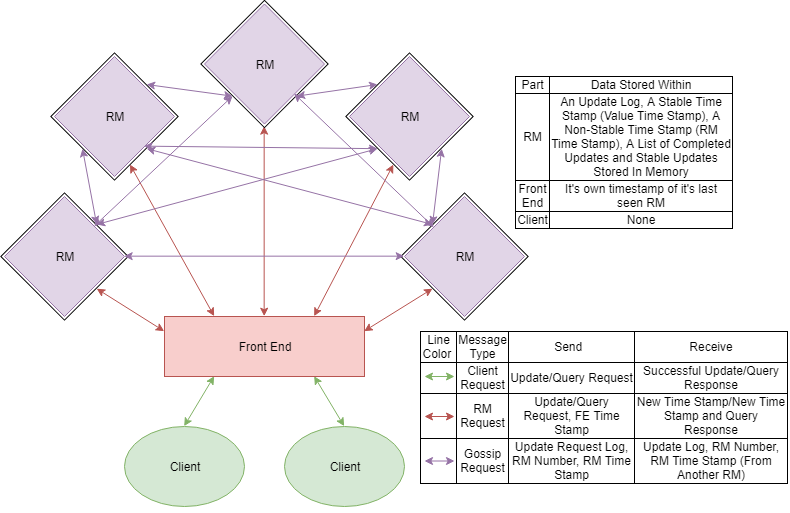 RM
RM
RM
RM
RM
Front End
Client
Client
Part
Data Stored Within
RM
An Update Log, A Stable Time
Stamp (Value Time Stamp), A
Non-Stable Time Stamp (RM
Time Stamp), A List of Completed
Updates and Stable Updates
Stored In Memory
Front
End
It's own timestamp of it's last
seen RM
Client
None
Line
Color
Message
Type
Send
Receive
Client
Request
Update/Query Request
Successful Update/Query
Response
RM
Request
Update/Query
Request, FE Time
Stamp
New Time Stamp/New Time
Stamp and Query
Response
Gossip
Request
Update Request Log,
RM Number, RM Time
Stamp
Update Log, RM Number,
RM Time Stamp (From
Another RM)